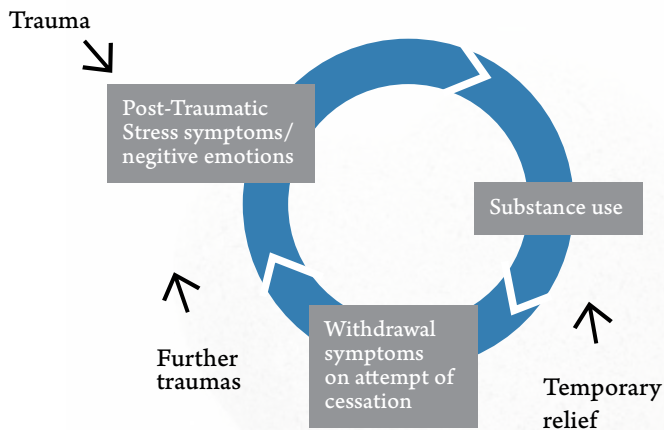 Trauma
Post-Traumatic
Stress symptoms/
negitive emotions
Substance use
Withdrawal
symptoms
on attempt of
cessation
Further
traumas
Temporary
relief